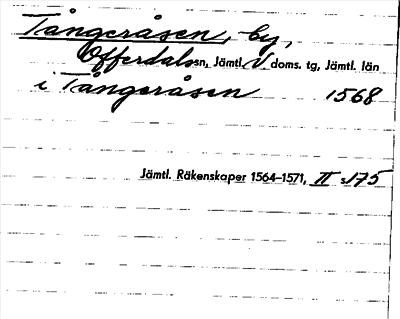 Tångeråsen, by,
Offerdals sn, Jämtl. V doms. tg, Jämtl. län
i Tångeråsen 1568
Jämtl. Räkenskaper 1564–1571, II s. 175